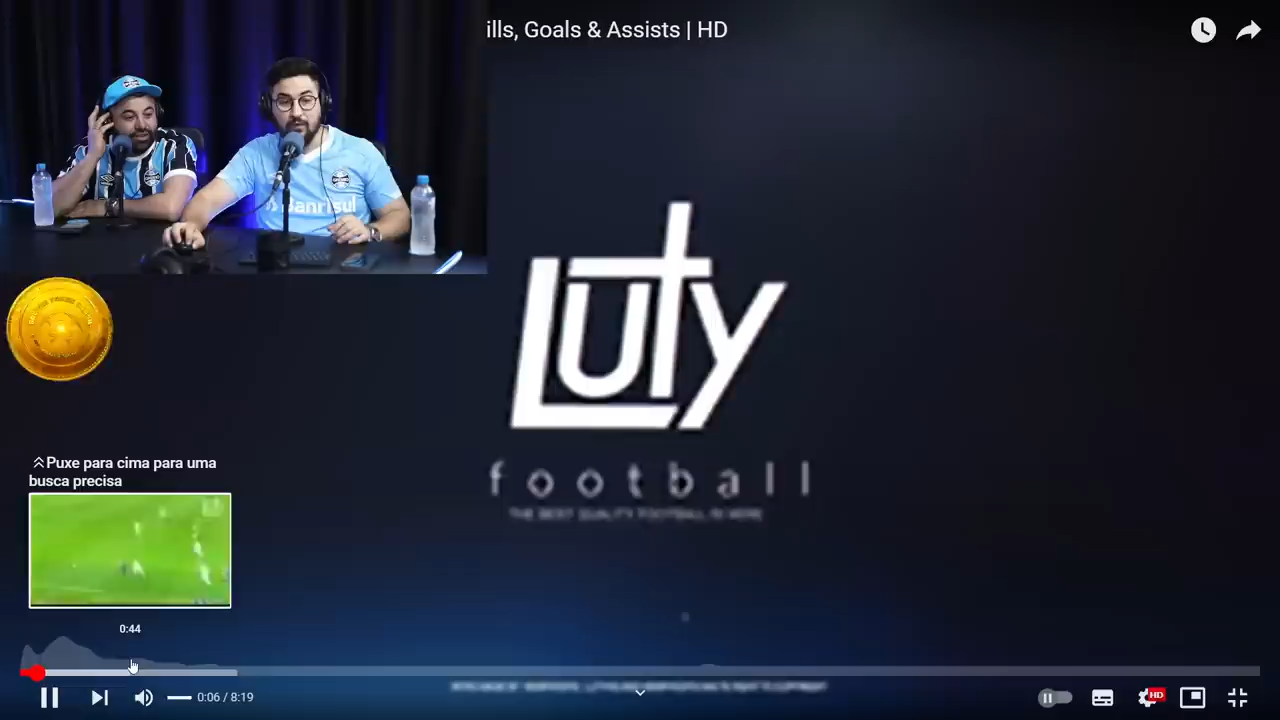 ills, Goals & Assists | HD
Banrisul
Luty
football
THE BEST QUALITY FOOTBALL IS HERE
Puxe para cima para uma
busca precisa
0:44
0:06 / 8:19
HD